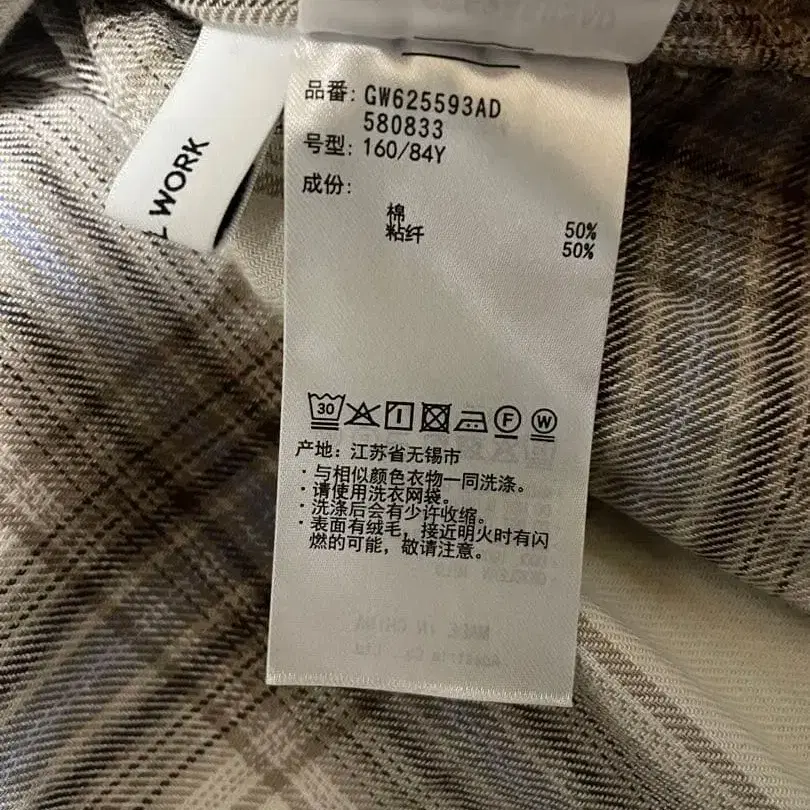 L WORK
品番: GW625593AD
580833
号型: 160/84Y
成份:
棉 50%
粘纤 50%
30
F
W
产地: 江苏省无锡市
·与相似颜色衣物一同洗涤。
·请使用洗衣网袋。
·洗涤后会有少许收缩。
·表面有绒毛，接近明火时有闪
燃的可能，敬请注意。